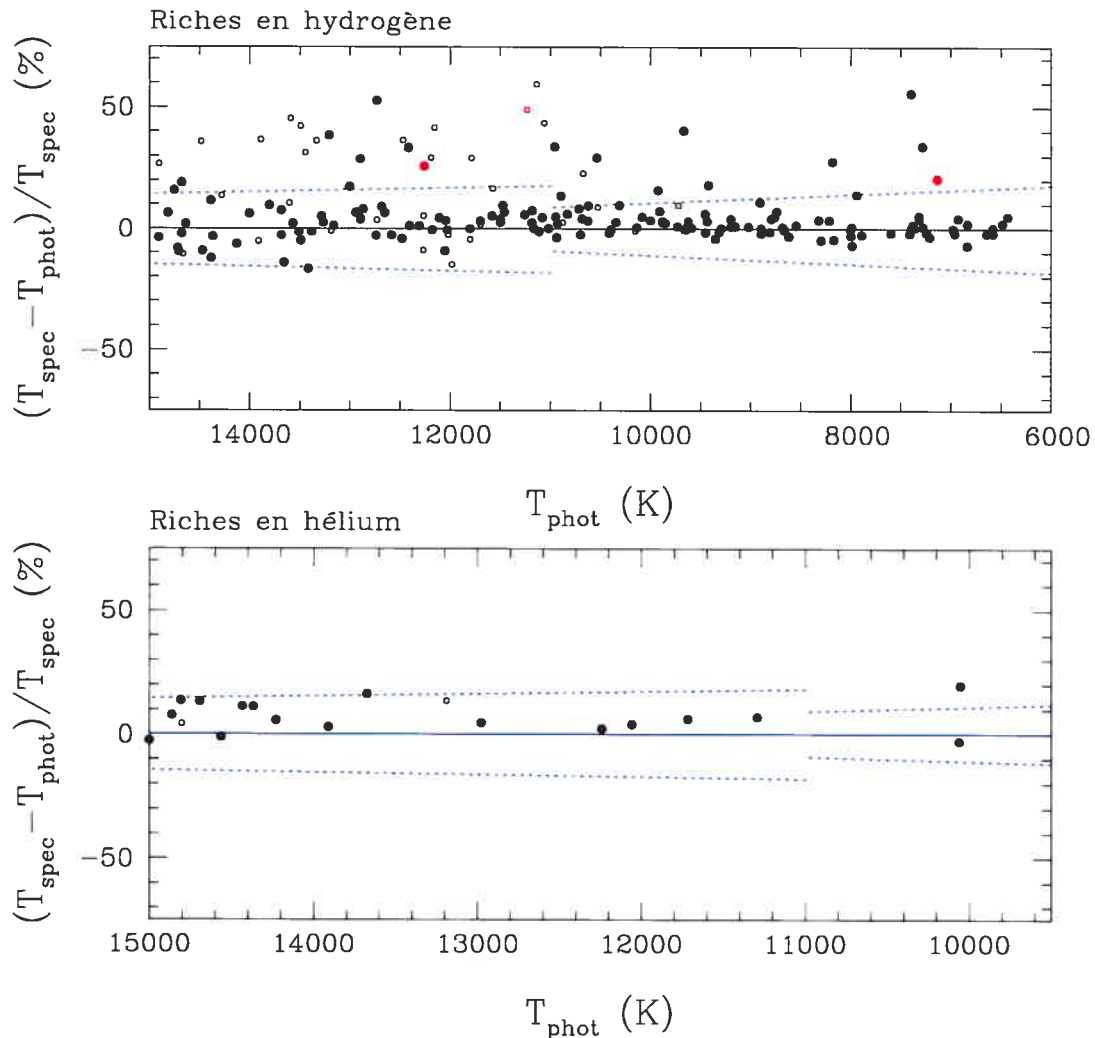 Riches en hydrogène
(T_spec − T_phot)/T_spec (%)
50
0
−50
14000 12000 10000 8000 6000
T_phot (K)
Riches en hélium
(T_spec − T_phot)/T_spec (%)
50
0
−50
15000 14000 13000 12000 11000 10000
T_phot (K)